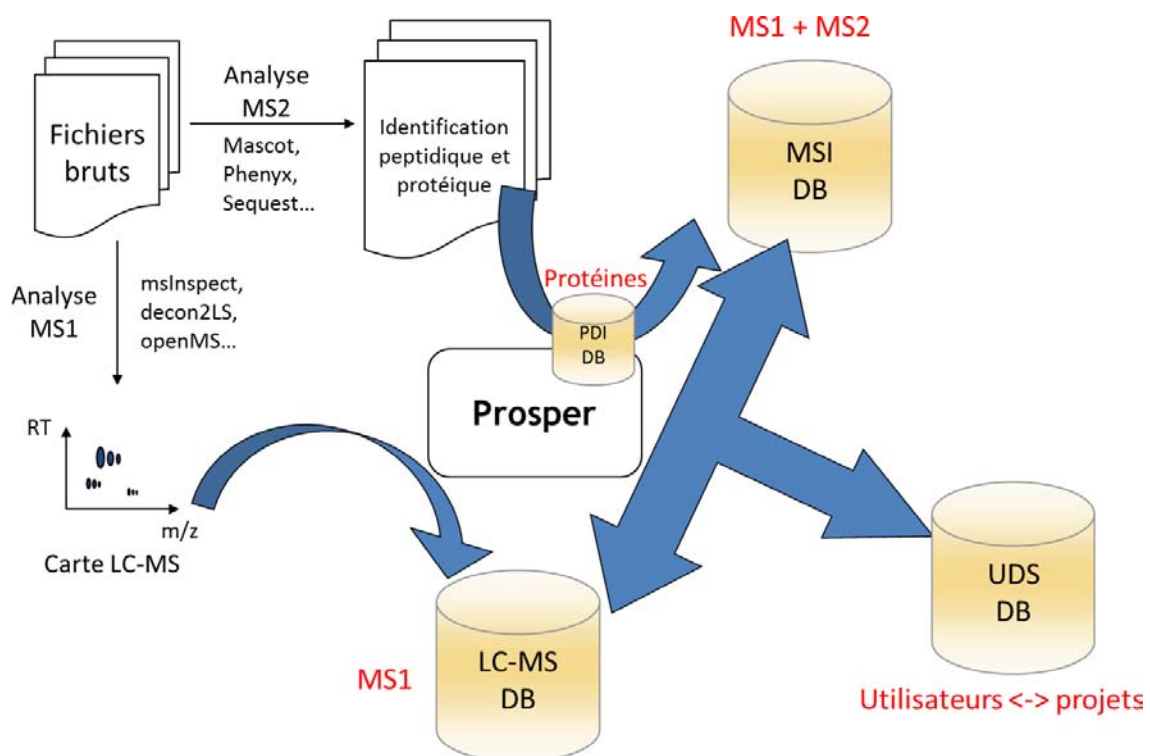 MS1 + MS2
Analyse
MS2
Fichiers
bruts
Mascot,
Phenyx,
Sequest...
Identification
peptidique et
protéique
MSI
DB
Analyse
MS1
msInspect,
decon2LS,
openMS...
Protéines
PDI
DB
Prosper
RT
m/z
Carte LC-MS
UDS
DB
LC-MS
DB
MS1
Utilisateurs <-> projets